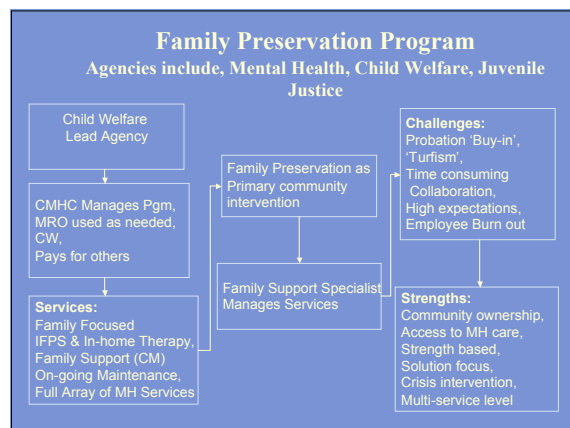 Family Preservation Program
Agencies include, Mental Health, Child Welfare, Juvenile
Justice
Child Welfare
Lead Agency
CMHC Manages Pgm,
MRO used as needed,
CW,
Pays for others
Services:
Family Focused
IFPS & In-home Therapy,
Family Support (CM)
On-going Maintenance,
Full Array of MH Services
Family Preservation as
Primary community
intervention
Family Support Specialist
Manages Services
Challenges:
Probation ‘Buy-in’,
‘Turfism’,
Time consuming
Collaboration,
High expectations,
Employee Burn out
Strengths:
Community ownership,
Access to MH care,
Strength based,
Solution focus,
Crisis intervention,
Multi-service level